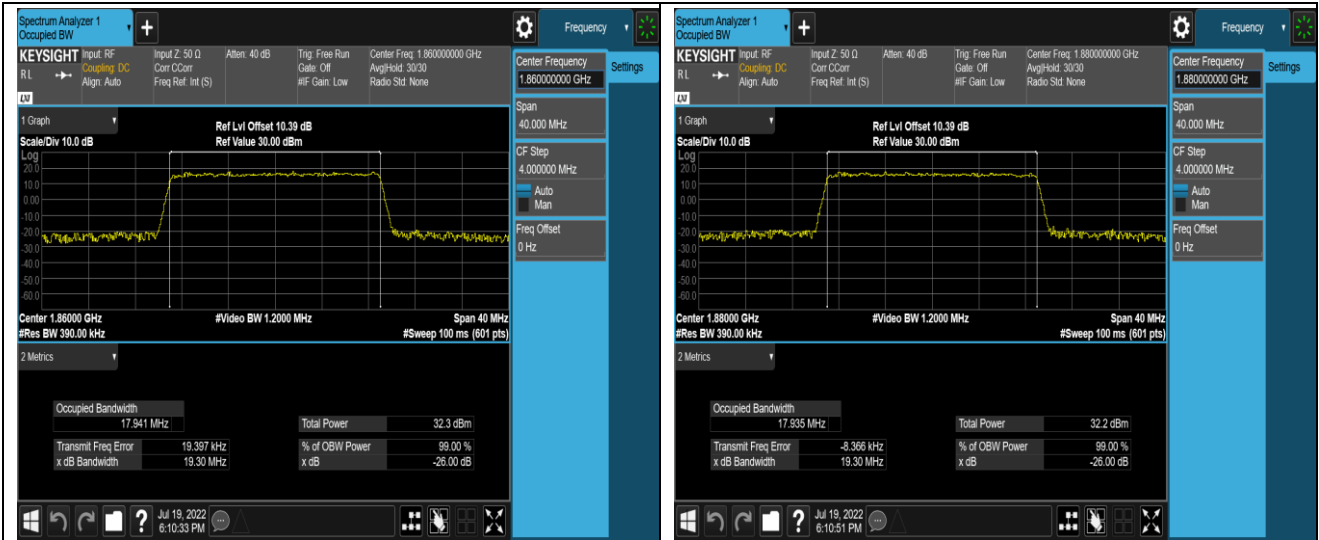 Spectrum Analyzer 1
Occupied BW
Frequency
KEYSIGHT Input: RF Input Z: 50 Ω Atten: 40 dB Trig: Free Run Center Freq: 1.860000000 GHz
RL Coupling: DC Corr CCorr Gate: Off Avg|Hold: 30/30
Align: Auto Freq Ref: Int (S) #IF Gain: Low Radio Std: None
LXI
Center Frequency
1.860000000 GHz
Settings
Span
40.000 MHz
CF Step
4.000000 MHz
Auto
Man
Freq Offset
0 Hz
1 Graph
Ref Lvl Offset 10.39 dB
Scale/Div 10.0 dB Ref Value 30.00 dBm
Log
20.0
10.0
0.00
-10.0
-20.0
-30.0
-40.0
-50.0
-60.0
Center 1.86000 GHz #Video BW 1.2000 MHz Span 40 MHz
#Res BW 390.00 kHz #Sweep 100 ms (601 pts)
2 Metrics
Occupied Bandwidth
17.941 MHz Total Power 32.3 dBm
Transmit Freq Error 19.397 kHz % of OBW Power 99.00 %
x dB Bandwidth 19.30 MHz x dB -26.00 dB
? Jul 19, 2022
6:10:33 PM
Spectrum Analyzer 1
Occupied BW
Frequency
KEYSIGHT Input: RF Input Z: 50 Ω Atten: 40 dB Trig: Free Run Center Freq: 1.880000000 GHz
RL Coupling: DC Corr CCorr Gate: Off Avg|Hold: 30/30
Align: Auto Freq Ref: Int (S) #IF Gain: Low Radio Std: None
LXI
Center Frequency
1.880000000 GHz
Settings
Span
40.000 MHz
CF Step
4.000000 MHz
Auto
Man
Freq Offset
0 Hz
1 Graph
Ref Lvl Offset 10.39 dB
Scale/Div 10.0 dB Ref Value 30.00 dBm
Log
20.0
10.0
0.00
-10.0
-20.0
-30.0
-40.0
-50.0
-60.0
Center 1.88000 GHz #Video BW 1.2000 MHz Span 40 MHz
#Res BW 390.00 kHz #Sweep 100 ms (601 pts)
2 Metrics
Occupied Bandwidth
17.935 MHz Total Power 32.2 dBm
Transmit Freq Error -8.366 kHz % of OBW Power 99.00 %
x dB Bandwidth 19.30 MHz x dB -26.00 dB
? Jul 19, 2022
6:10:51 PM